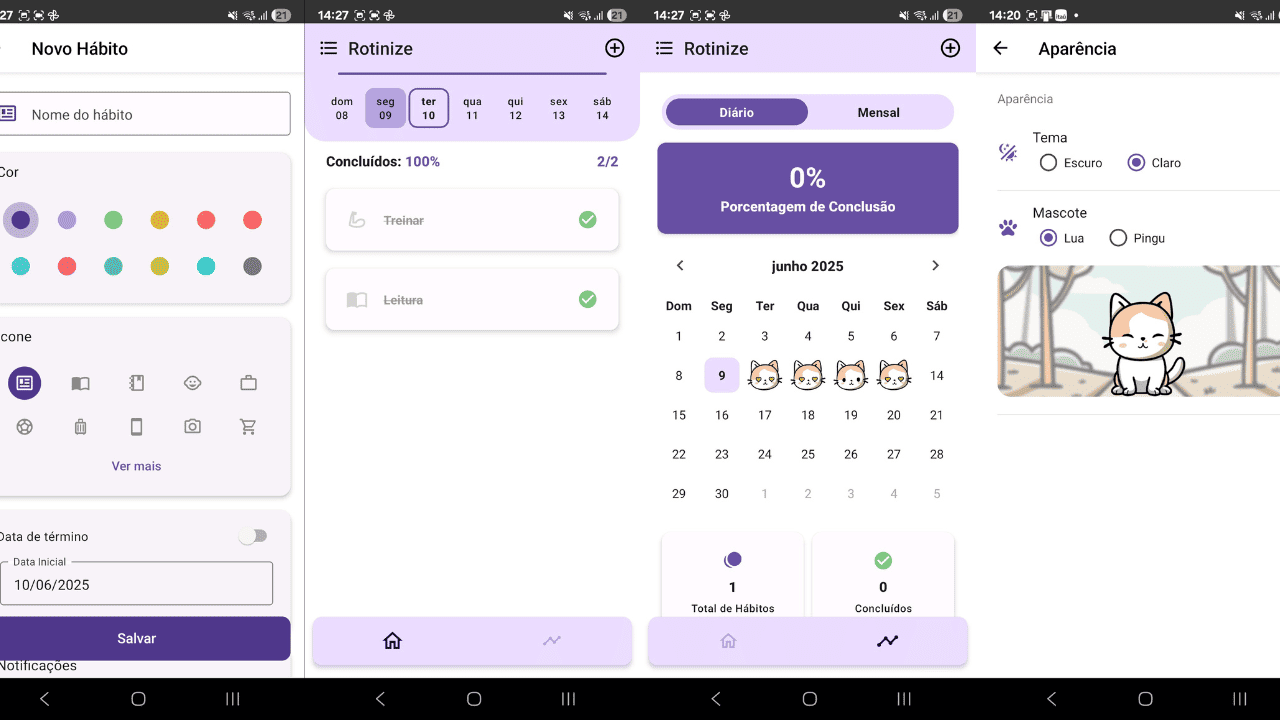 27 21
Novo Hábito
Nome do hábito
Cor
cone
Ver mais
Data de término
Data Inicial
10/06/2025
Salvar
Notificações
14:27 21
Rotinize
dom seg ter qua qui sex sáb
08 09 10 11 12 13 14
Concluídos: 100% 2/2
Treinar
Leitura
14:27 21
Rotinize
Diário Mensal
0%
Porcentagem de Conclusão
junho 2025
Dom Seg Ter Qua Qui Sex Sáb
1 2 3 4 5 6 7
8 9 14
15 16 17 18 19 20 21
22 23 24 25 26 27 28
29 30 1 2 3 4 5
1 0
Total de Hábitos Concluídos
14:20 itaú
Aparência
Aparência
Tema
Escuro Claro
Mascote
Lua Pingu